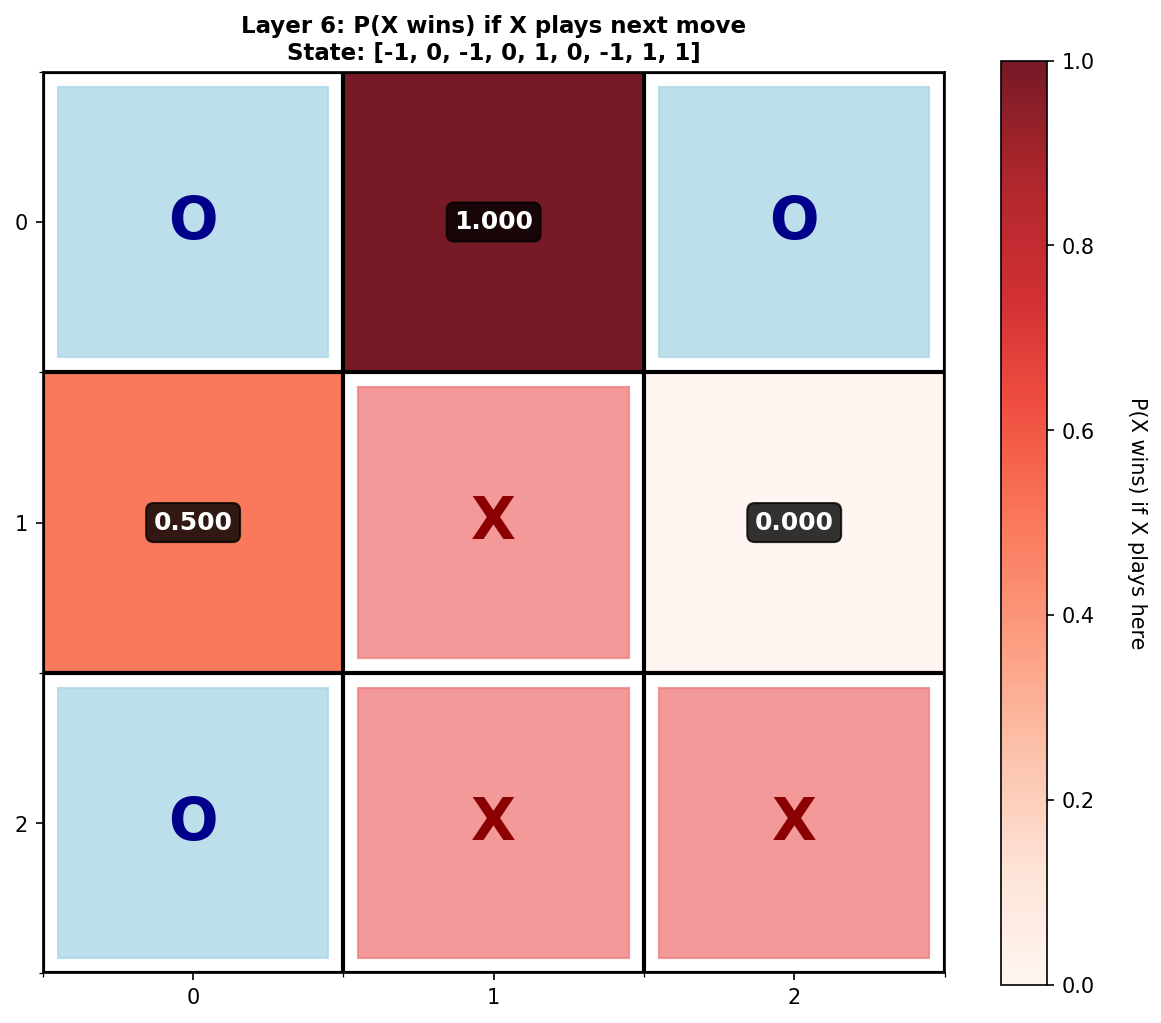 Layer 6: P(X wins) if X plays next move
State: [-1, 0, -1, 0, 1, 0, -1, 1, 1]
O
1.000
O
0.500
X
0.000
O
X
X
0
1
2
0
1
2
1.0
0.8
0.6
0.4
0.2
0.0
P(X wins) if X plays here